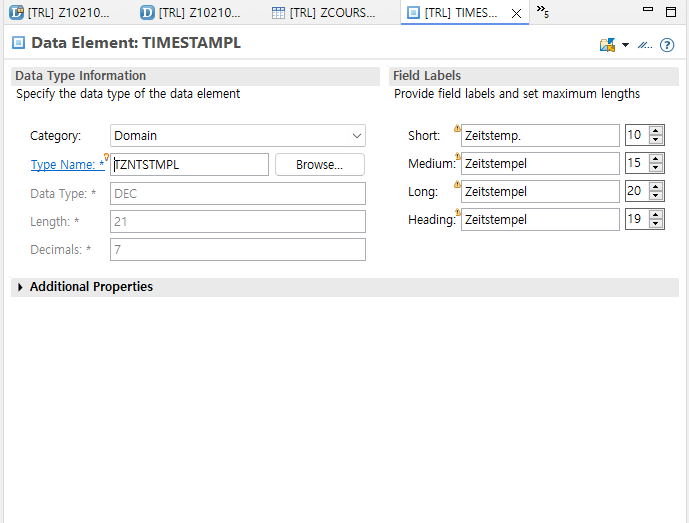 [TRL] Z10210...
[TRL] Z10210...
[TRL] ZCOURS...
[TRL] TIMES...
»5
Data Element: TIMESTAMPL
Data Type Information
Specify the data type of the data element
Category:
Domain
Type Name: *
TZNTSTMPL
Browse...
Data Type: *
DEC
Length: *
21
Decimals: *
7
Field Labels
Provide field labels and set maximum lengths
Short:
Zeitstemp.
10
Medium:
Zeitstempel
15
Long:
Zeitstempel
20
Heading:
Zeitstempel
19
Additional Properties